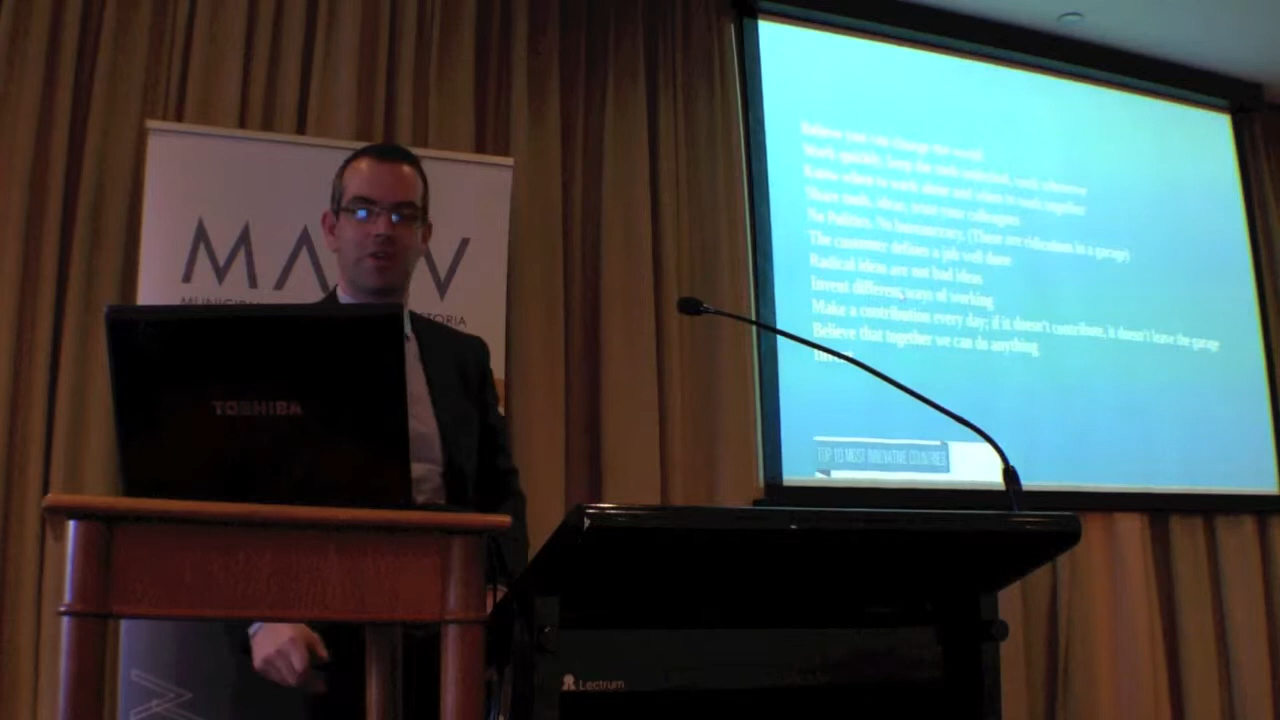 MA V
MUNICIP
CTORIA
TOSHIBA
Lectrum
Believe you can change the world
Work quickly, keep the tools unlocked, work whenever
Know when to work alone and when to work together
Share tools, ideas, trust your colleagues
No Politics. No bureaucracy. (These are ridiculous in a garage)
The customer defines a job well done
Radical ideas are not bad ideas
Invent different ways of working
Make a contribution every day; if it doesn't contribute, it doesn't leave the garage
Believe that together we can do anything
Invent
TOP 10 MOST INNOVATIVE COUNTRIES